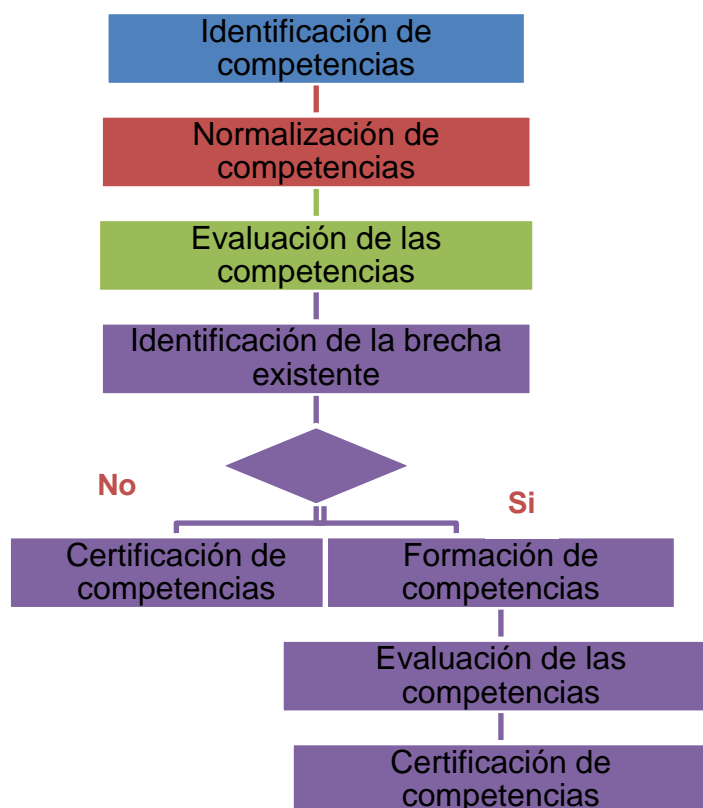 Identificación de
competencias
Normalización de
competencias
Evaluación de las
competencias
Identificación de la brecha
existente
No
Si
Certificación de
competencias
Formación de
competencias
Evaluación de las
competencias
Certificación de
competencias